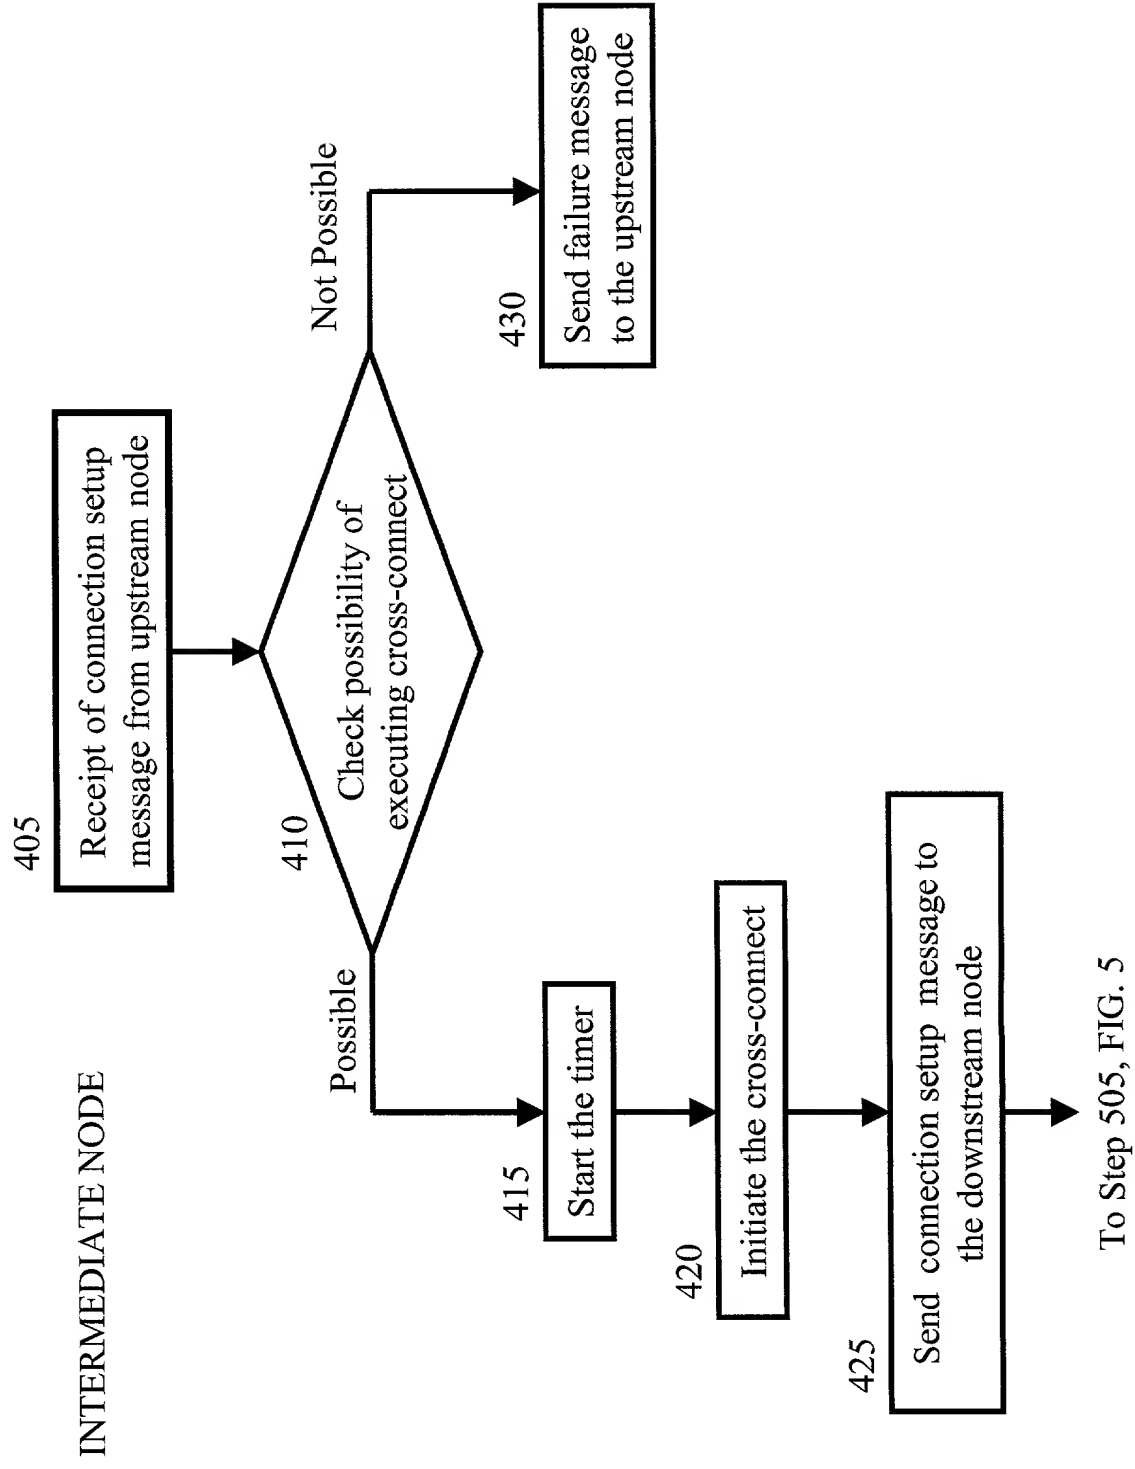 INTERMEDIATE NODE
405
Receipt of connection setup
message from upstream node
410
Check possibility of
executing cross-connect
Possible
Not Possible
415
Start the timer
430
Send failure message
to the upstream node
420
Initiate the cross-connect
425
Send connection setup message to
the downstream node
To Step 505, FIG. 5